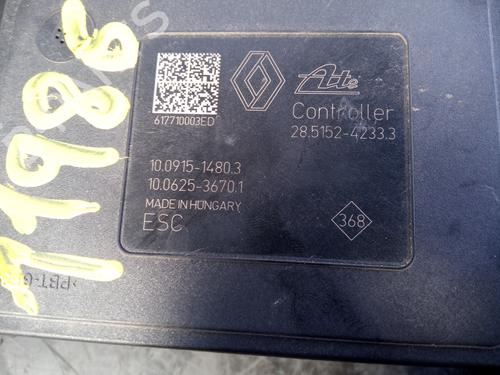 Ate
Controller
28.5152-4233.3
617710003ED
10.0915-1480.3
10.0625-3670.1
MADE IN HUNGARY
ESC
368